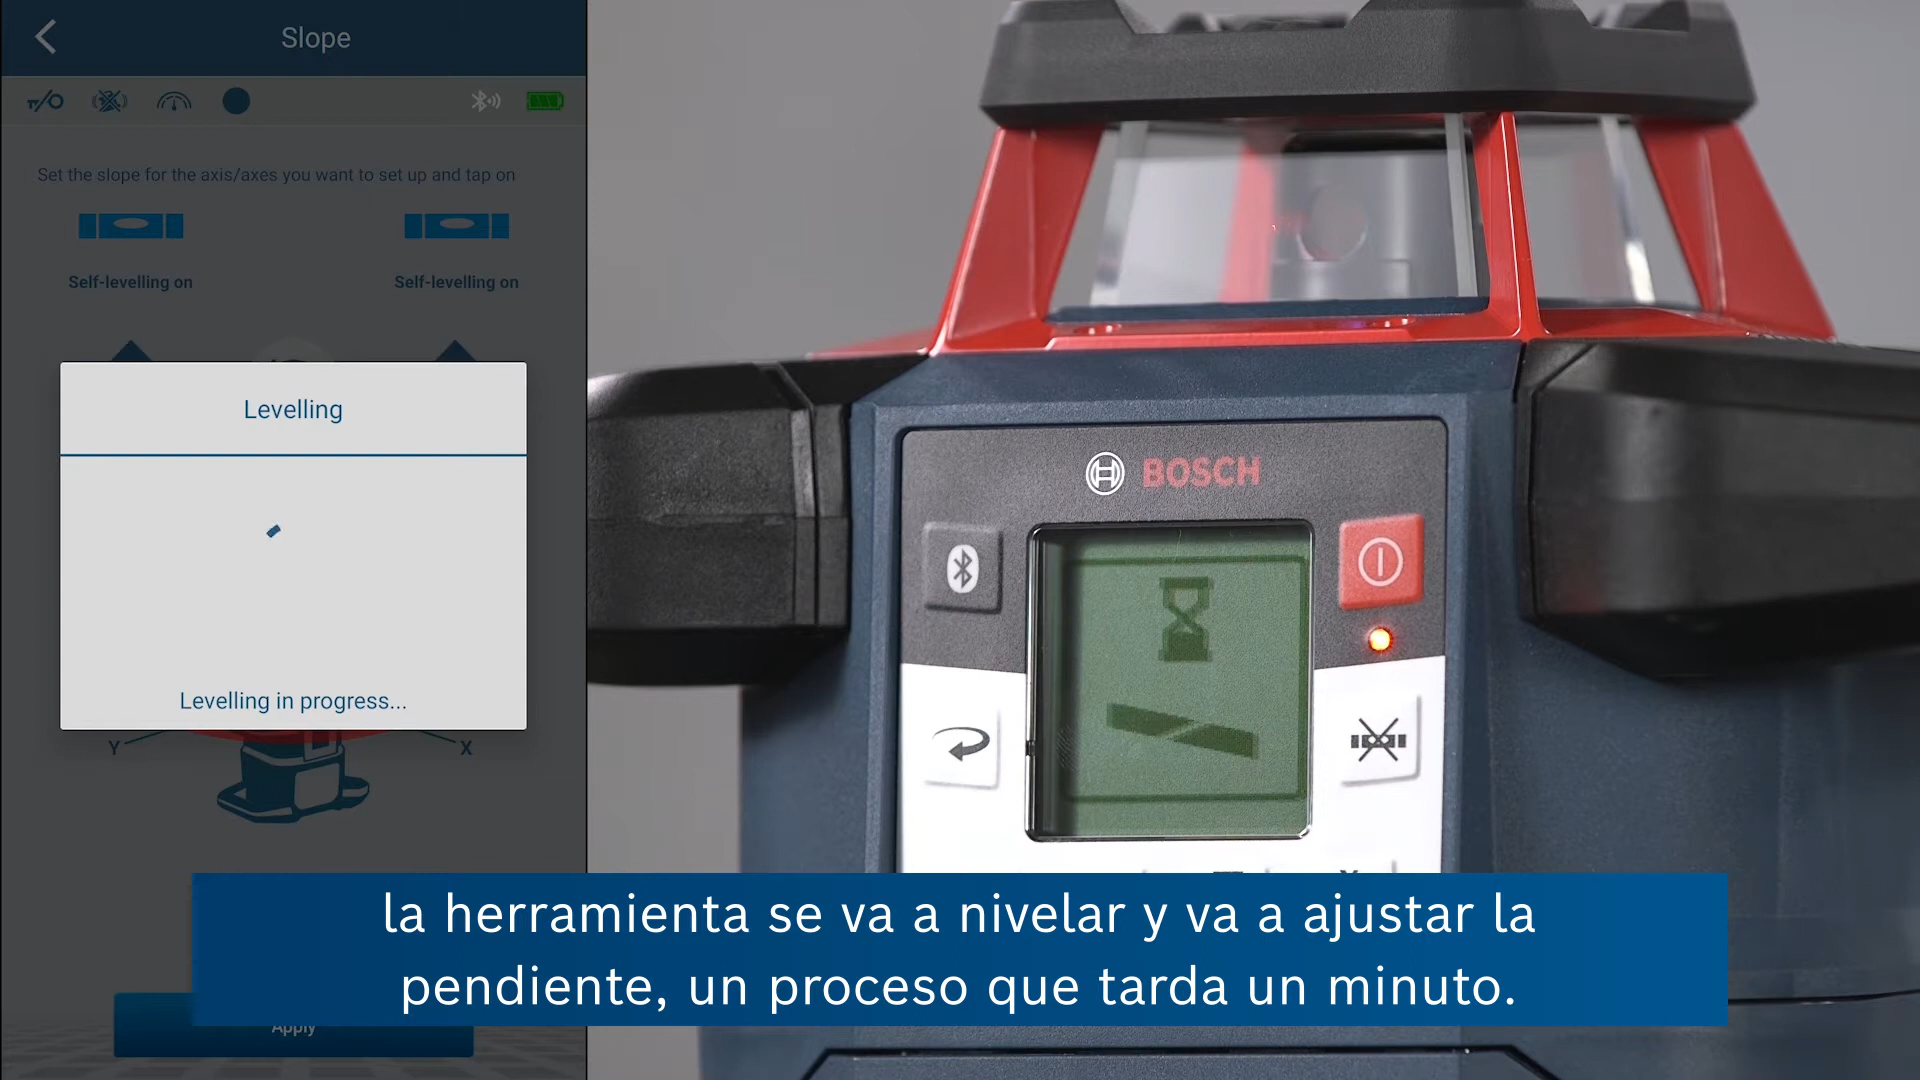 Slope
Set the slope for the axis/axes you want to set up and tap on
Self-levelling on
Self-levelling on
Levelling
Levelling in progress...
Y
X
Apply
BOSCH
la herramienta se va a nivelar y va a ajustar la
pendiente, un proceso que tarda un minuto.